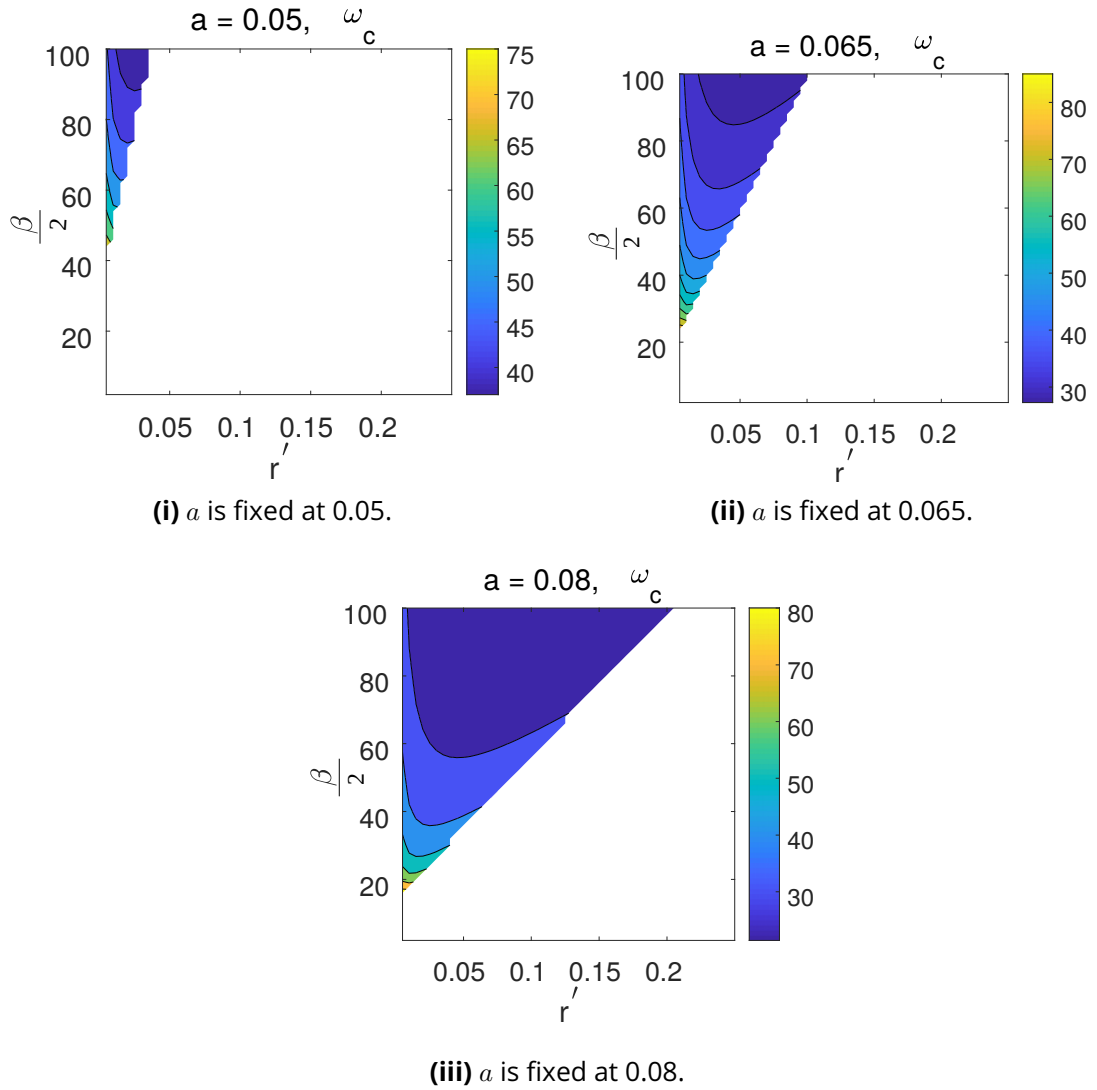 a = 0.05, ω_c
100
80
60
40
20
β/2
0.05 0.1 0.15 0.2
r′
75
70
65
60
55
50
45
40
(i) a is fixed at 0.05.
a = 0.065, ω_c
100
80
60
40
20
β/2
0.05 0.1 0.15 0.2
r′
80
70
60
50
40
30
(ii) a is fixed at 0.065.
a = 0.08, ω_c
100
80
60
40
20
β/2
0.05 0.1 0.15 0.2
r′
80
70
60
50
40
30
(iii) a is fixed at 0.08.